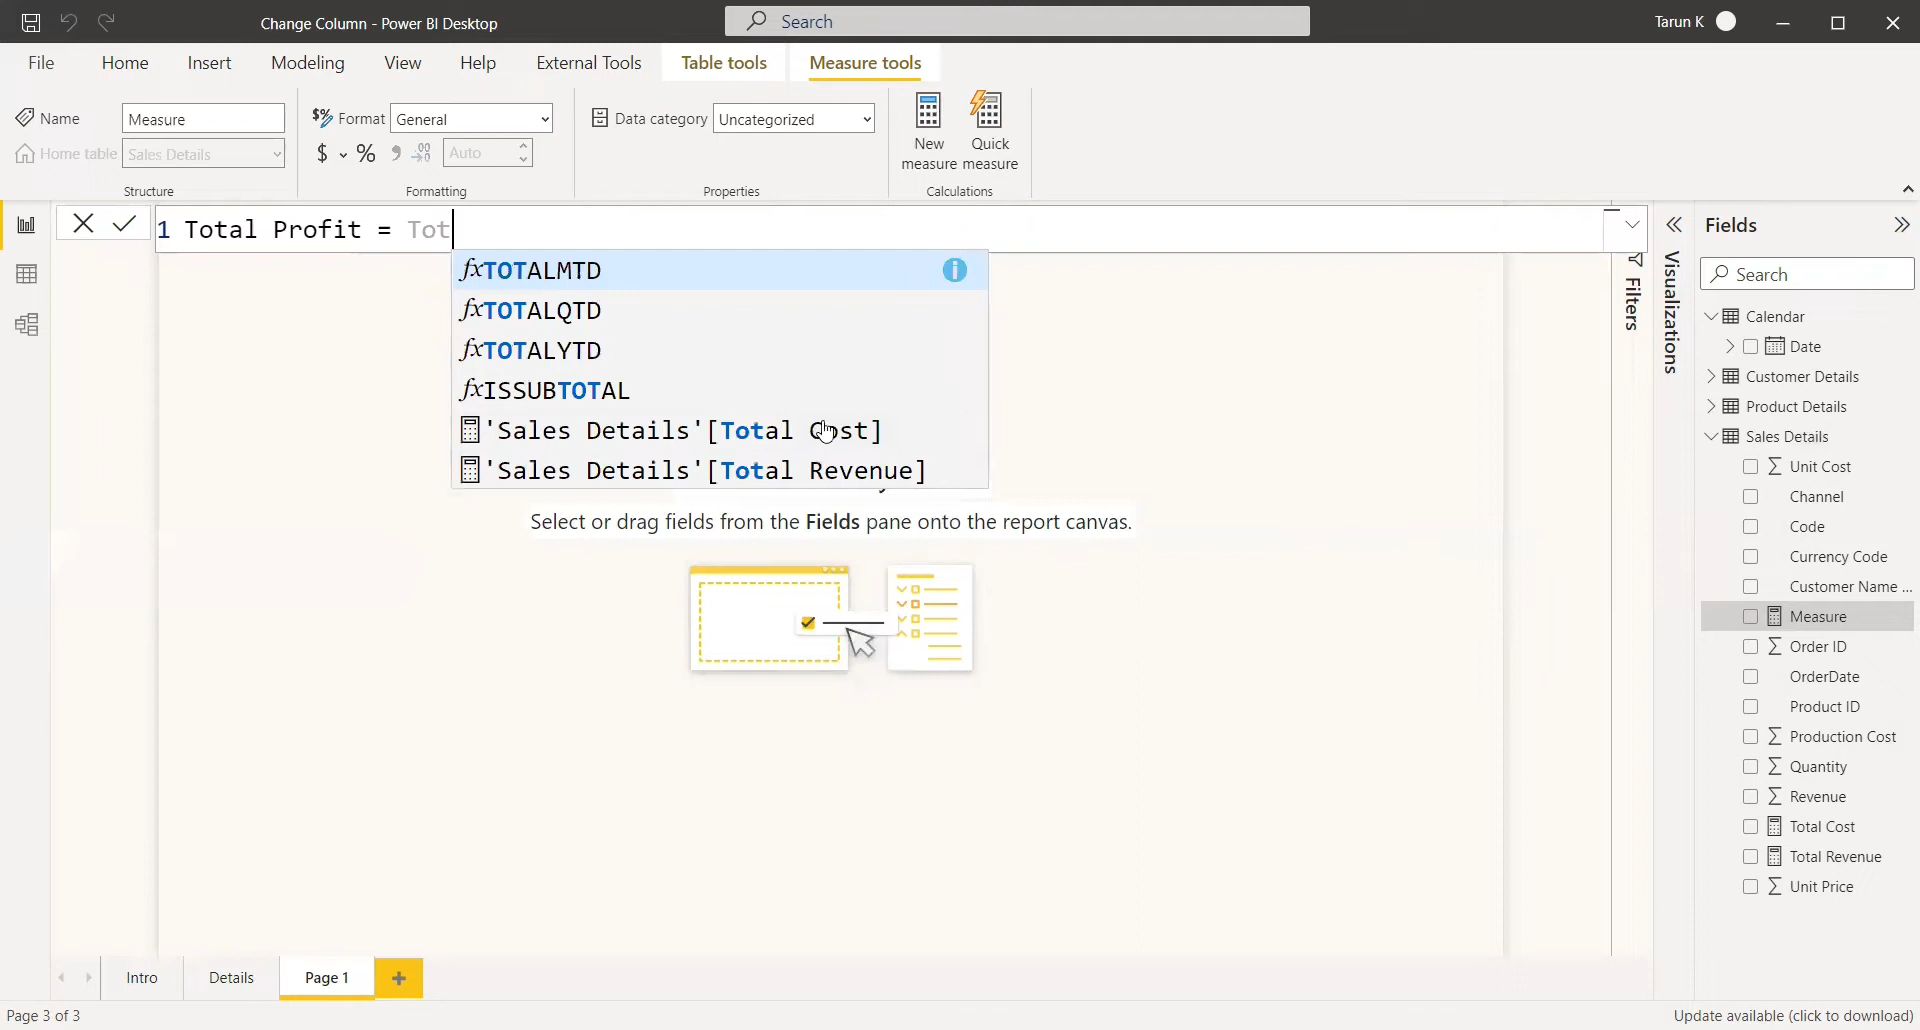 Change Column - Power BI Desktop
Search
Tarun K
File
Home
Insert
Modeling
View
Help
External Tools
Table tools
Measure tools
Name
Measure
Home table
Sales Details
Structure
Format
General
$
%
Auto
Formatting
Data category
Uncategorized
Properties
New measure
Quick measure
Calculations
1 Total Profit = Tot
TOTALMTD
TOTALQTD
TOTALYTD
ISSUBTOTAL
'Sales Details'[Total Cost]
'Sales Details'[Total Revenue]
Select or drag fields from the Fields pane onto the report canvas.
Filters
Visualizations
Fields
Search
Calendar
Date
Customer Details
Product Details
Sales Details
Unit Cost
Channel
Code
Currency Code
Customer Name ...
Measure
Order ID
OrderDate
Product ID
Production Cost
Quantity
Revenue
Total Cost
Total Revenue
Unit Price
Intro
Details
Page 1
Page 3 of 3
Update available (click to download)